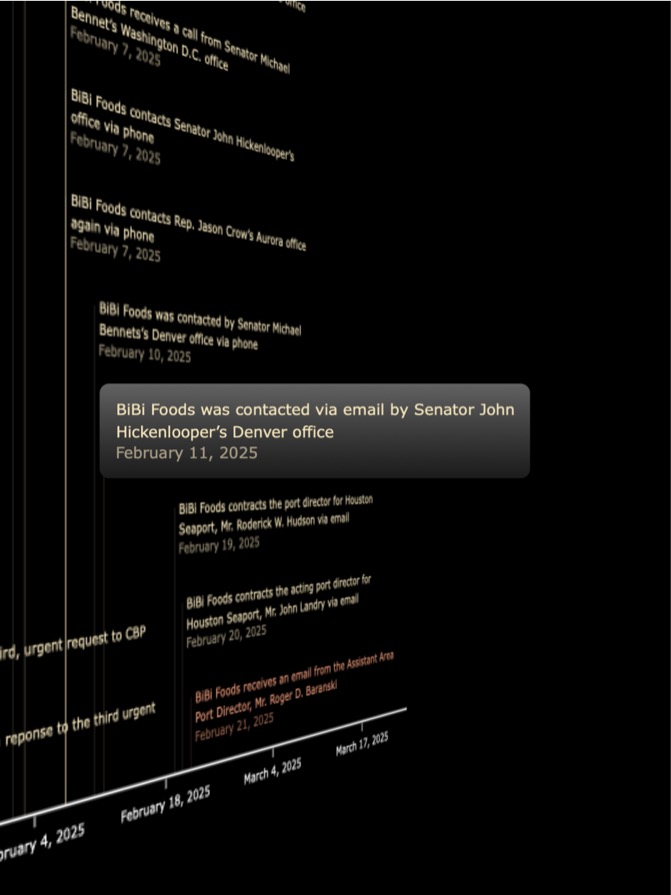 office
oods receives a call from Senator Michael
Bennet's Washington D.C. office
February 7, 2025
BiBi Foods contacts Senator John Hickenlooper's
office via phone
February 7, 2025
BiBi Foods contacts Rep. Jason Crow's Aurora office
again via phone
February 7, 2025
BiBi Foods was contacted by Senator Michael
Bennets's Denver office via phone
February 10, 2025
BiBi Foods was contacted via email by Senator John
Hickenlooper's Denver office
February 11, 2025
BiBi Foods contracts the port director for Houston
Seaport, Mr. Roderick W. Hudson via email
February 19, 2025
BiBi Foods contracts the acting port director for
Houston Seaport, Mr. John Landry via email
February 20, 2025
ird, urgent request to CBP
BiBi Foods receives an email from the Assistant Area
Port Director, Mr. Roger D. Baranski
February 21, 2025
reponse to the third urgent
bruary 4, 2025
February 18, 2025
March 4, 2025
March 17, 2025